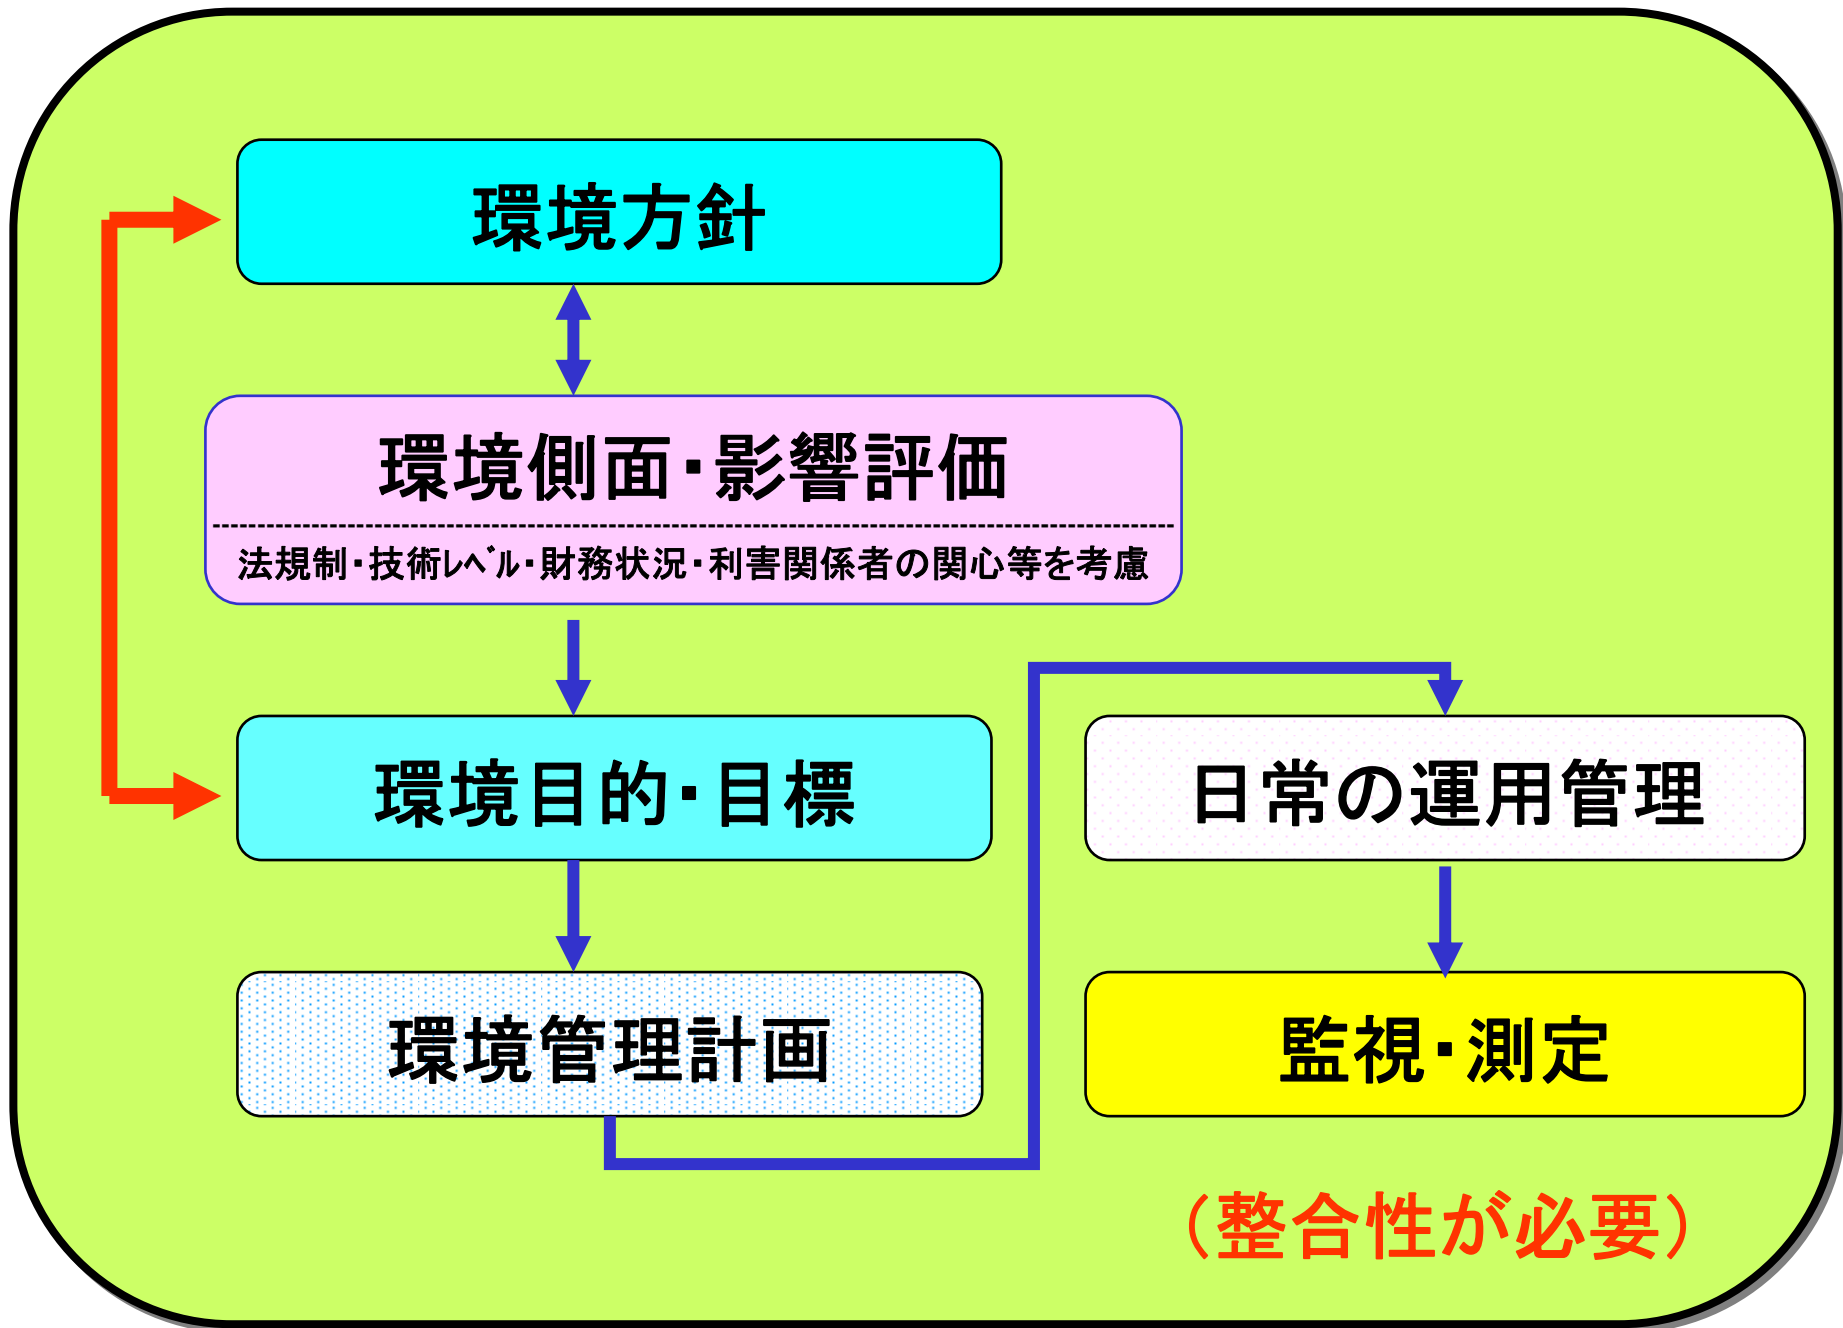 環境方針
環境側面・影響評価
法規制・技術ﾚﾍﾞﾙ・財務状況・利害関係者の関心等を考慮
環境目的・目標
環境管理計画
日常の運用管理
監視・測定
（整合性が必要）